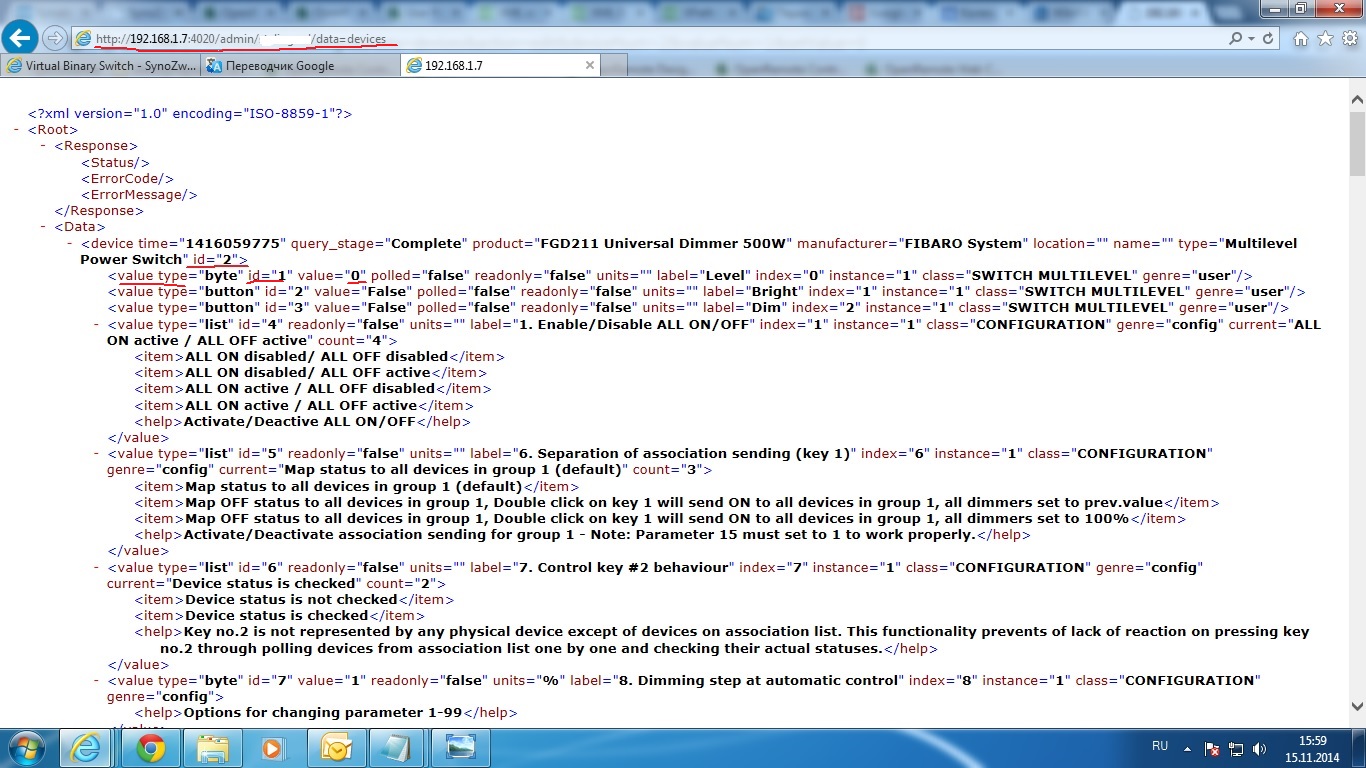 http://192.168.1.7:4020/admin/ /data=devices
Virtual Binary Switch - SynoZw...
Переводчик Google
192.168.1.7
<?xml version="1.0" encoding="ISO-8859-1"?>
- <Root>
- <Response>
<Status/>
<ErrorCode/>
<ErrorMessage/>
</Response>
- <Data>
- <device time="1416059775" query_stage="Complete" product="FGD211 Universal Dimmer 500W" manufacturer="FIBARO System" location="" name="" type="Multilevel
Power Switch" id="2">
<value type="byte" id="1" value="0" polled="false" readonly="false" units="" label="Level" index="0" instance="1" class="SWITCH MULTILEVEL" genre="user"/>
<value type="button" id="2" value="False" polled="false" readonly="false" units="" label="Bright" index="1" instance="1" class="SWITCH MULTILEVEL" genre="user"/>
<value type="button" id="3" value="False" polled="false" readonly="false" units="" label="Dim" index="2" instance="1" class="SWITCH MULTILEVEL" genre="user"/>
- <value type="list" id="4" readonly="false" units="" label="1. Enable/Disable ALL ON/OFF" index="1" instance="1" class="CONFIGURATION" genre="config" current="ALL
ON active / ALL OFF active" count="4">
<item>ALL ON disabled/ ALL OFF disabled</item>
<item>ALL ON disabled/ ALL OFF active</item>
<item>ALL ON active / ALL OFF disabled</item>
<item>ALL ON active / ALL OFF active</item>
<help>Activate/Deactive ALL ON/OFF</help>
</value>
- <value type="list" id="5" readonly="false" units="" label="6. Separation of association sending (key 1)" index="6" instance="1" class="CONFIGURATION"
genre="config" current="Map status to all devices in group 1 (default)" count="3">
<item>Map status to all devices in group 1 (default)</item>
<item>Map OFF status to all devices in group 1, Double click on key 1 will send ON to all devices in group 1, all dimmers set to prev.value</item>
<item>Map OFF status to all devices in group 1, Double click on key 1 will send ON to all devices in group 1, all dimmers set to 100%</item>
<help>Activate/Deactivate association sending for group 1 - Note: Parameter 15 must set to 1 to work properly.</help>
</value>
- <value type="list" id="6" readonly="false" units="" label="7. Control key #2 behaviour" index="7" instance="1" class="CONFIGURATION" genre="config"
current="Device status is checked" count="2">
<item>Device status is not checked</item>
<item>Device status is checked</item>
<help>Key no.2 is not represented by any physical device except of devices on association list. This functionality prevents of lack of reaction on pressing key
no.2 through polling devices from association list one by one and checking their actual statuses.</help>
</value>
- <value type="byte" id="7" value="1" readonly="false" units="%" label="8. Dimming step at automatic control" index="8" instance="1" class="CONFIGURATION"
genre="config">
<help>Options for changing parameter 1-99</help>
</value>
RU
15:59
15.11.2014